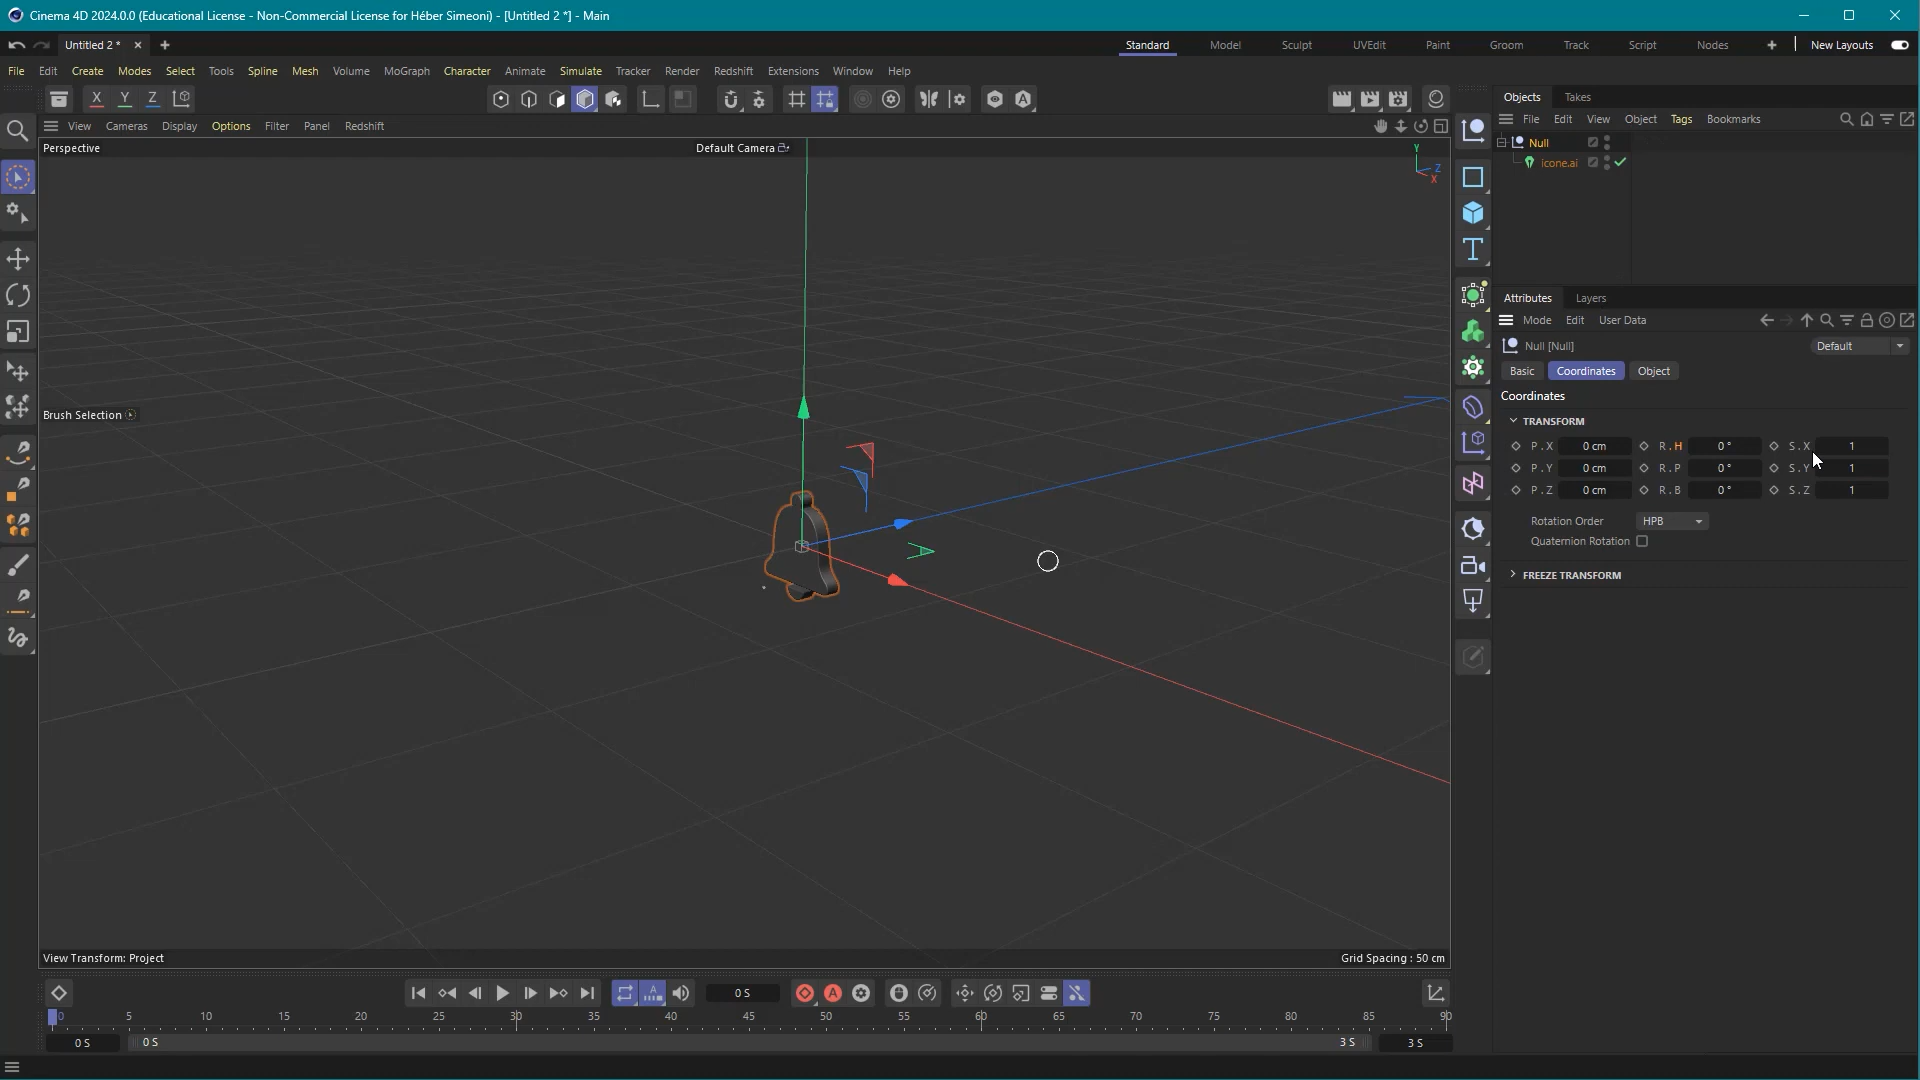 Cinema 4D 2024.0.0 (Educational License - Non-Commercial License for Héber Simeoni) - [Untitled 2 *] - Main
Untitled 2 *
Standard Model Sculpt UVEdit Paint Groom Track Script Nodes New Layouts
File Edit Create Modes Select Tools Spline Mesh Volume MoGraph Character Animate Simulate Tracker Render Redshift Extensions Window Help
X Y Z
Objects Takes
File Edit View Object Tags Bookmarks
View Cameras Display Options Filter Panel Redshift
Perspective
Default Camera
Y
Z
X
Null
icone.ai
Attributes Layers
Mode Edit User Data
Null [Null]
Default
Basic Coordinates Object
Coordinates
Brush Selection
TRANSFORM
P . X 0 cm R . H 0 ° S . X 1
P . Y 0 cm R . P 0 ° S . Y 1
P . Z 0 cm R . B 0 ° S . Z 1
Rotation Order HPB
Quaternion Rotation
FREEZE TRANSFORM
View Transform: Project
Grid Spacing : 50 cm
0 S
0 5 10 15 20 25 30 35 40 45 50 55 60 65 70 75 80 85 90
0 S 0 S 3 S 3 S